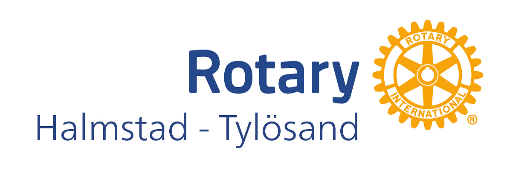 Rotary
Halmstad - Tylösand
ROTARY
INTERNATIONAL
®